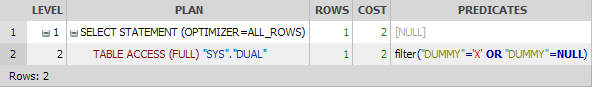 LEVEL PLAN ROWS COST PREDICATES
1 1 SELECT STATEMENT (OPTIMIZER=ALL_ROWS) 1 2 [NULL]
2 2 TABLE ACCESS (FULL) "SYS"."DUAL" 1 2 filter("DUMMY"='X' OR "DUMMY"=NULL)
Rows: 2